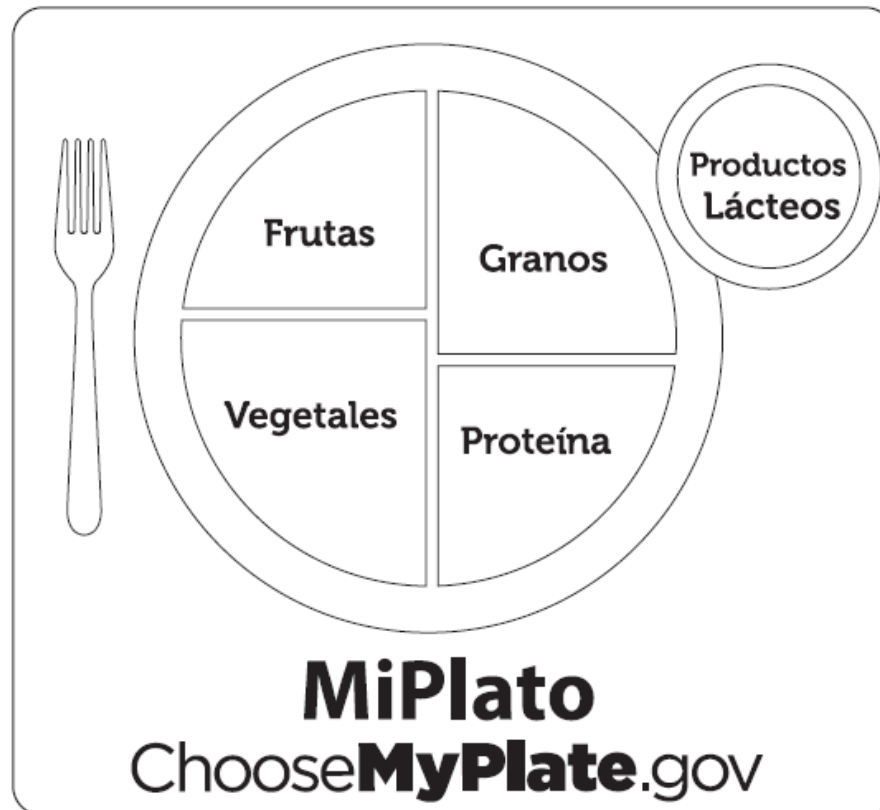 Frutas
Granos
Productos
Lácteos
Vegetales
Proteína
MiPlato
ChooseMyPlate.gov